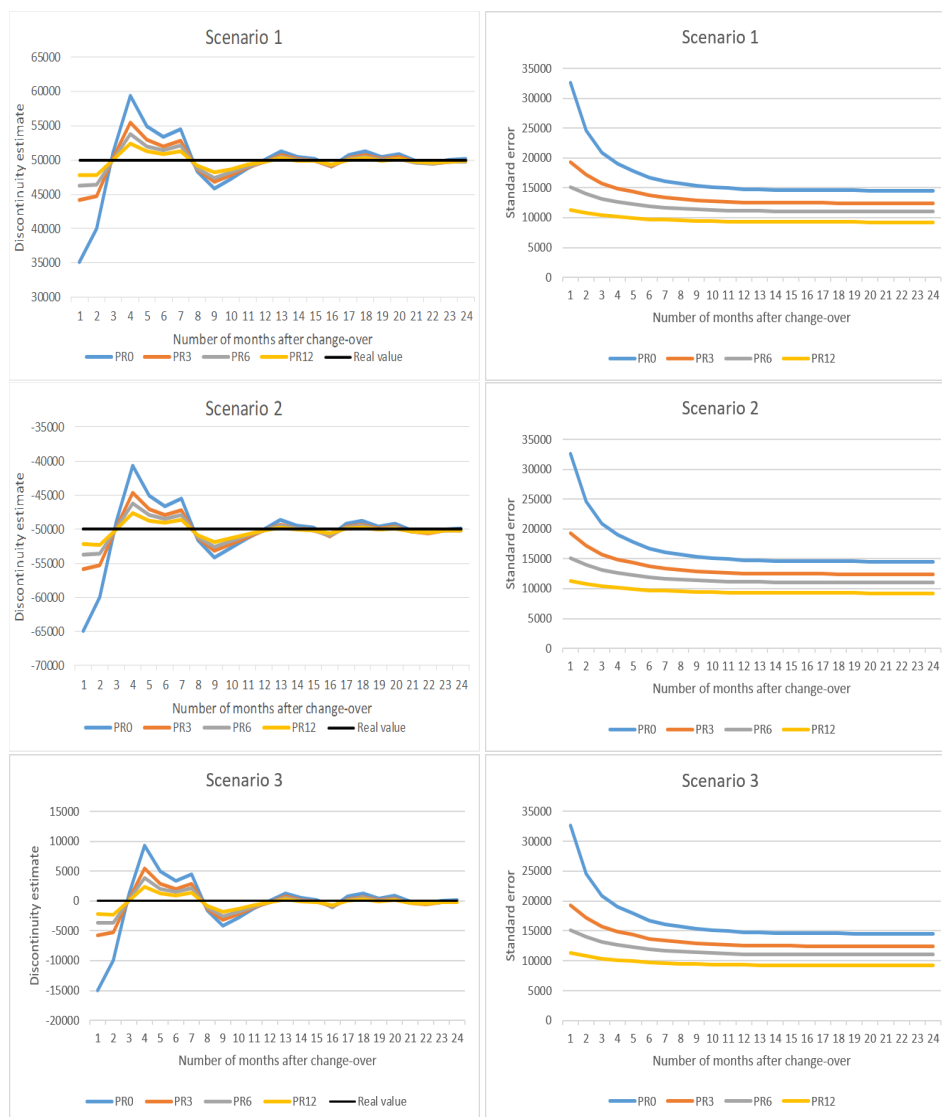 Scenario 1
Discontinuity estimate
65000
60000
55000
50000
45000
40000
35000
30000
1 2 3 4 5 6 7 8 9 10 11 12 13 14 15 16 17 18 19 20 21 22 23 24
Number of months after change-over
PR0 PR3 PR6 PR12 Real value
Scenario 1
Standard error
35000
30000
25000
20000
15000
10000
5000
0
1 2 3 4 5 6 7 8 9 10 11 12 13 14 15 16 17 18 19 20 21 22 23 24
Number of months after change-over
PR0 PR3 PR6 PR12
Scenario 2
Discontinuity estimate
-35000
-40000
-45000
-50000
-55000
-60000
-65000
-70000
1 2 3 4 5 6 7 8 9 10 11 12 13 14 15 16 17 18 19 20 21 22 23 24
Number of months after change-over
PR0 PR3 PR6 PR12 Real value
Scenario 2
Standard error
35000
30000
25000
20000
15000
10000
5000
0
1 2 3 4 5 6 7 8 9 10 11 12 13 14 15 16 17 18 19 20 21 22 23 24
Number of months after change-over
PR0 PR3 PR6 PR12
Scenario 3
Discontinuity estimate
15000
10000
5000
0
-5000
-10000
-15000
-20000
1 2 3 4 5 6 7 8 9 10 11 12 13 14 15 16 17 18 19 20 21 22 23 24
Number of months after change-over
PR0 PR3 PR6 PR12 Real value
Scenario 3
Standard error
35000
30000
25000
20000
15000
10000
5000
0
1 2 3 4 5 6 7 8 9 10 11 12 13 14 15 16 17 18 19 20 21 22 23 24
Number of months after change-over
PR0 PR3 PR6 PR12